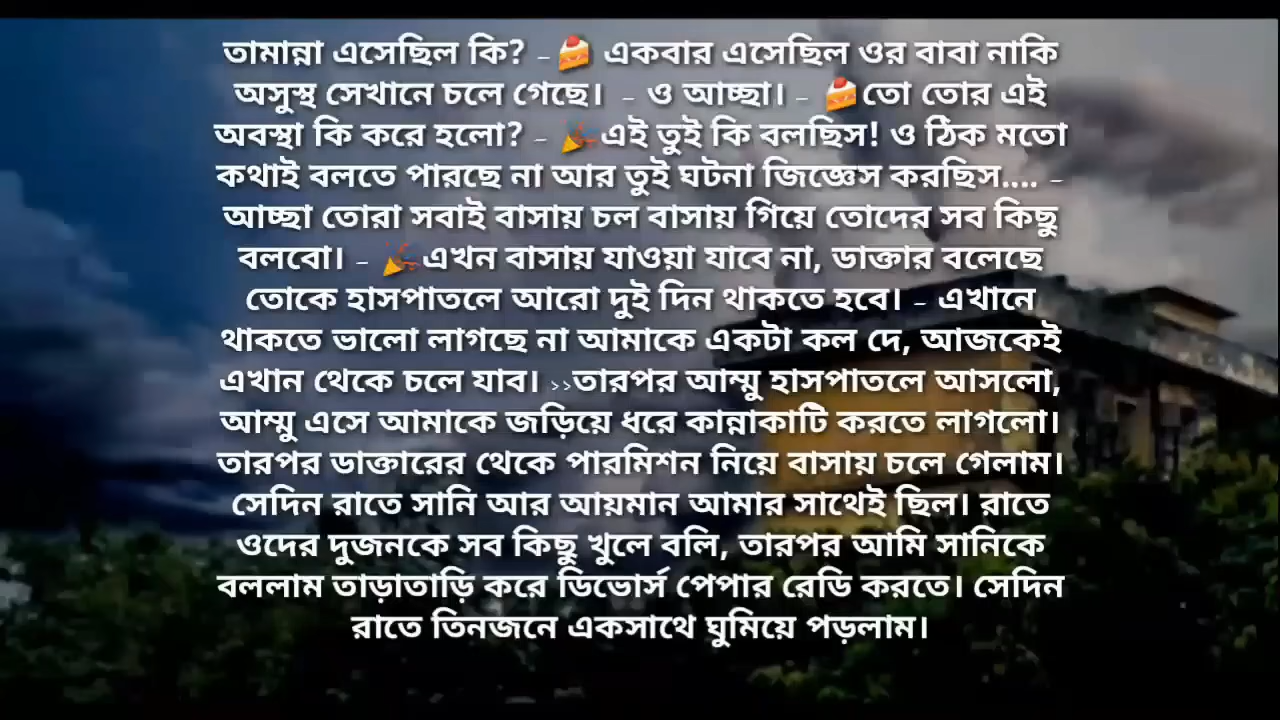 তামান্না এসেছিল কি? -🍰 একবার এসেছিল ওর বাবা নাকি
অসুস্থ সেখানে চলে গেছে। - ও আচ্ছা। - 🍰তো তোর এই
অবস্থা কি করে হলো? - 🎉এই তুই কি বলছিস! ও ঠিক মতো
কথাই বলতে পারছে না আর তুই ঘটনা জিজ্ঞেস করছিস.... -
আচ্ছা তোরা সবাই বাসায় চল বাসায় গিয়ে তোদের সব কিছু
বলবো। - 🎉এখন বাসায় যাওয়া যাবে না, ডাক্তার বলেছে
তোকে হাসপাতলে আরো দুই দিন থাকতে হবে। - এখানে
থাকতে ভালো লাগছে না আমাকে একটা কল দে, আজকেই
এখান থেকে চলে যাব। >>তারপর আম্মু হাসপাতলে আসলো,
আম্মু এসে আমাকে জড়িয়ে ধরে কান্নাকাটি করতে লাগলো।
তারপর ডাক্তারের থেকে পারমিশন নিয়ে বাসায় চলে গেলাম।
সেদিন রাতে সানি আর আয়মান আমার সাথেই ছিল। রাতে
ওদের দুজনকে সব কিছু খুলে বলি, তারপর আমি সানিকে
বললাম তাড়াতাড়ি করে ডিভোর্স পেপার রেডি করতে। সেদিন
রাতে তিনজনে একসাথে ঘুমিয়ে পড়লাম।